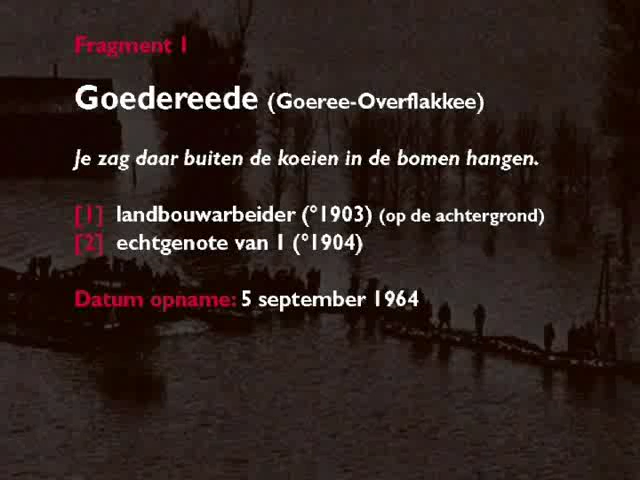 Fragment 1
Goedereede (Goeree-Overflakkee)
Je zag daar buiten de koeien in de bomen hangen.
[1] landbouwarbeider (°1903) (op de achtergrond)
[2] echtgenote van 1 (°1904)
Datum opname: 5 september 1964